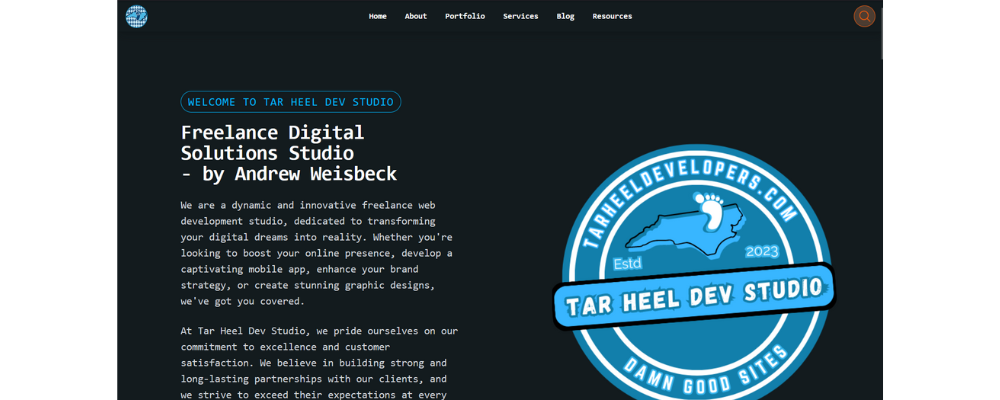 Home About Portfolio Services Blog Resources
WELCOME TO TAR HEEL DEV STUDIO
Freelance Digital
Solutions Studio
- by Andrew Weisbeck
We are a dynamic and innovative freelance web
development studio, dedicated to transforming
your digital dreams into reality. Whether you're
looking to boost your online presence, develop a
captivating mobile app, enhance your brand
strategy, or create stunning graphic designs,
we've got you covered.
At Tar Heel Dev Studio, we pride ourselves on our
commitment to excellence and customer
satisfaction. We believe in building strong and
long-lasting partnerships with our clients, and
we strive to exceed their expectations at every
TARHEELDEVELOPERS.COM
Estd 2023
TAR HEEL DEV STUDIO
DAMN GOOD SITES